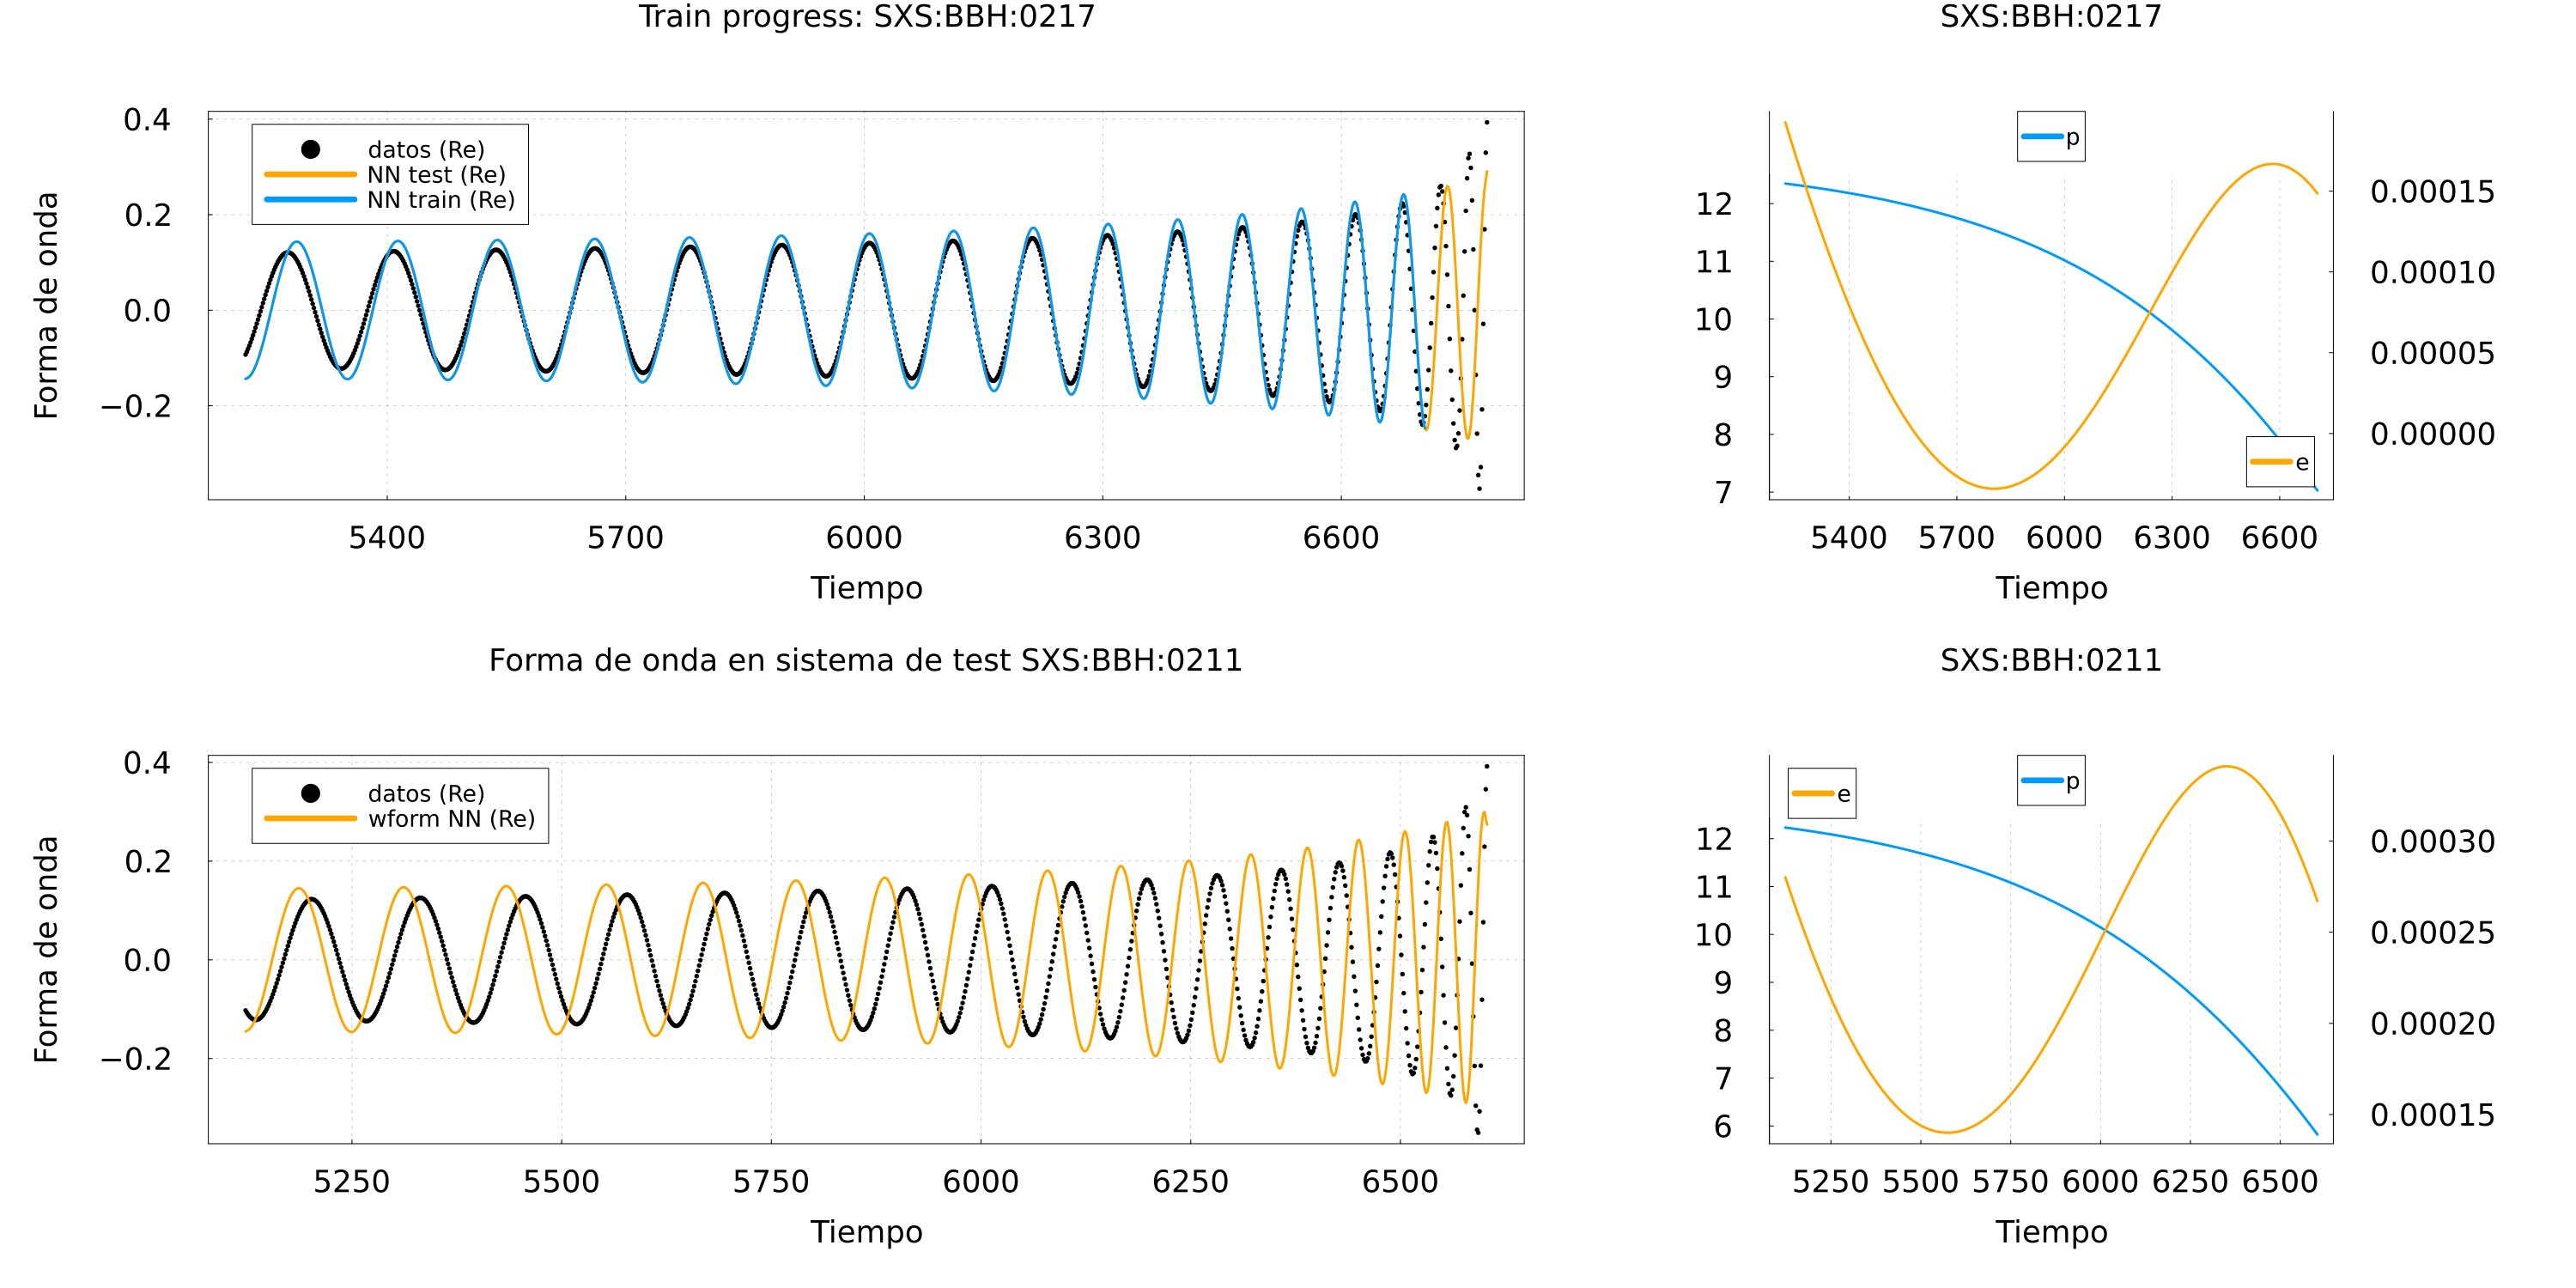 Train progress: SXS:BBH:0217
Forma de onda
0.4
0.2
0.0
−0.2
datos (Re)
NN test (Re)
NN train (Re)
5400 5700 6000 6300 6600
Tiempo
SXS:BBH:0217
12
11
10
9
8
7
p
e
0.00015
0.00010
0.00005
0.00000
5400 5700 6000 6300 6600
Tiempo
Forma de onda en sistema de test SXS:BBH:0211
Forma de onda
0.4
0.2
0.0
−0.2
datos (Re)
wform NN (Re)
5250 5500 5750 6000 6250 6500
Tiempo
SXS:BBH:0211
12
11
10
9
8
7
6
e
p
0.00030
0.00025
0.00020
0.00015
5250 5500 5750 6000 6250 6500
Tiempo